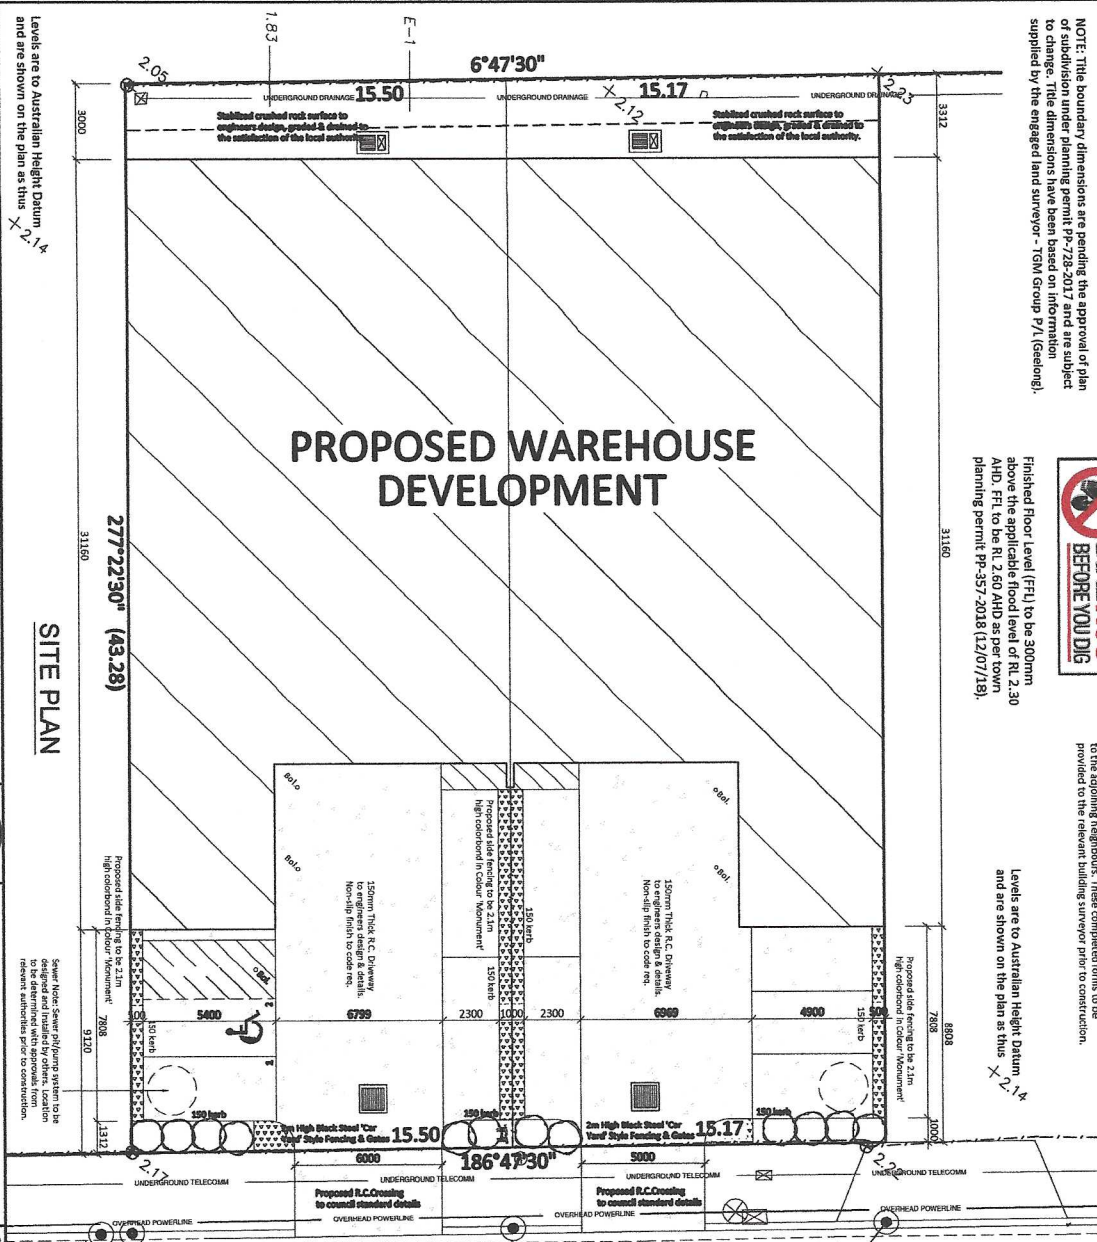 NOTE: Title boundary dimensions are pending the approval of plan
of subdivision under planning permit PP-728-2017 and are subject
to change. Title dimensions have been based on information
supplied by the engaged land surveyor - TGM Group P/L (Geelong).
Finished Floor Level (FFL) to be 300mm
above the applicable flood level of RL 2.30
AHD. FFL to be RL 2.60 AHD as per town
planning permit PP-357-2018 (12/07/18).
BEFORE YOU DIG
to the adjoining neighbours. These completed forms to be
provided to the relevant building surveyor prior to construction.
Levels are to Australian Height Datum
and are shown on the plan as thus
2.14
Levels are to Australian Height Datum
and are shown on the plan as thus
2.14
1.83
E-1
2.05
6°47'30"
2.23
UNDERGROUND DRAINAGE
15.50
UNDERGROUND DRAINAGE
2.12
15.17
UNDERGROUND DRAINAGE
Stabilized crushed rock surface to
engineers design, graded & drained to
the satisfaction of the local authority.
Stabilized crushed rock surface to
engineers design, graded & drained to
the satisfaction of the local authority.
3000
3312
PROPOSED WAREHOUSE
DEVELOPMENT
31160
31160
277°22'30" (43.28)
SITE PLAN
Bol.
Bol.
Bol.
Bol.
Proposed side fencing to be 2.1m
high colorbond in Colour 'Monument'
150 kerb
150 kerb
150mm Thick R.C. Driveway
to engineers design & details.
Non-slip finish to code req.
150mm Thick R.C. Driveway
to engineers design & details.
Non-slip finish to code req.
Proposed side fencing to be 2.1m
high colorbond in Colour 'Monument'
Proposed side fencing to be 2.1m
high colorbond in Colour 'Monument'
Sewer Note: Sewer pit/pump system to be
designed and installed by others. Location
to be determined with approvals from
relevant authorities prior to construction.
Bol.
500
5400
6799
2300
1000
2300
6969
4900
500
150 kerb
150 kerb
7808
9120
1312
7808
8808
1000
150 kerb
150 kerb
150 kerb
2m High Black Steel 'Car
Yard' Style Fencing & Gates
15.50
2m High Black Steel 'Car
Yard' Style Fencing & Gates
15.17
2.17
6000
186°47'30"
5000
UNDERGROUND TELECOMM
UNDERGROUND TELECOMM
UNDERGROUND TELECOMM
UNDERGROUND TELECOMM
Proposed R.C.Crossing
to council standard details
Proposed R.C.Crossing
to council standard details
OVERHEAD POWERLINE
OVERHEAD POWERLINE
OVERHEAD POWERLINE
OVERHEAD POWERLINE